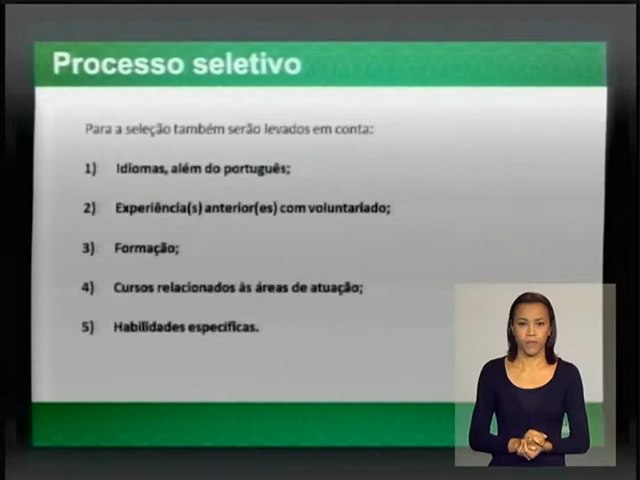 Processo seletivo
Para a seleção também serão levados em conta:
1) Idiomas, além do português;
2) Experiência(s) anterior(es) com voluntariado;
3) Formação;
4) Cursos relacionados às áreas de atuação;
5) Habilidades específicas.